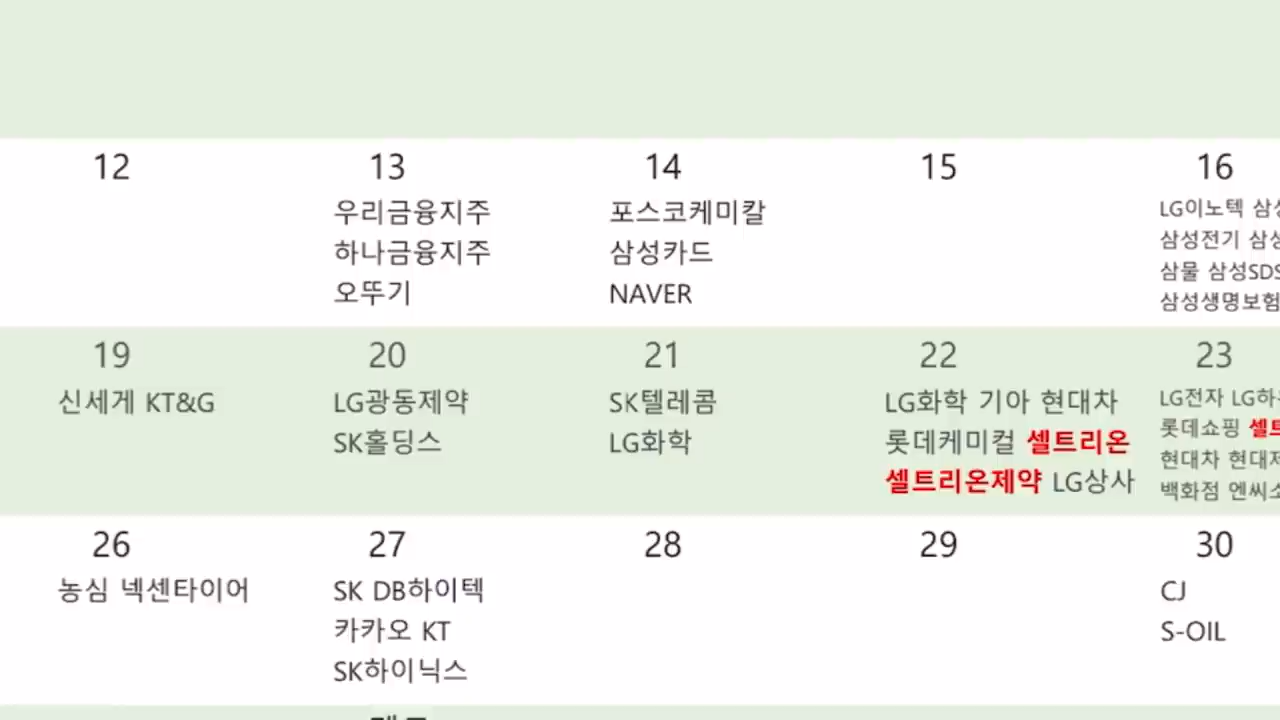 12
13
14
15
16
우리금융지주
포스코케미칼
LG이노텍
하나금융지주
삼성카드
삼성전기
오뚜기
NAVER
삼물 삼성SDS
삼성생명보험
19
20
21
22
23
신세게 KT&G
LG광동제약
SK텔레콤
LG화학 기아 현대차
LG전자
SK홀딩스
LG화학
롯데케미컬 셀트리온
롯데쇼핑
셀트리온제약 LG상사
현대차
백화점
26
27
28
29
30
농심 넥센타이어
SK DB하이텍
CJ
카카오 KT
S-OIL
SK하이닉스